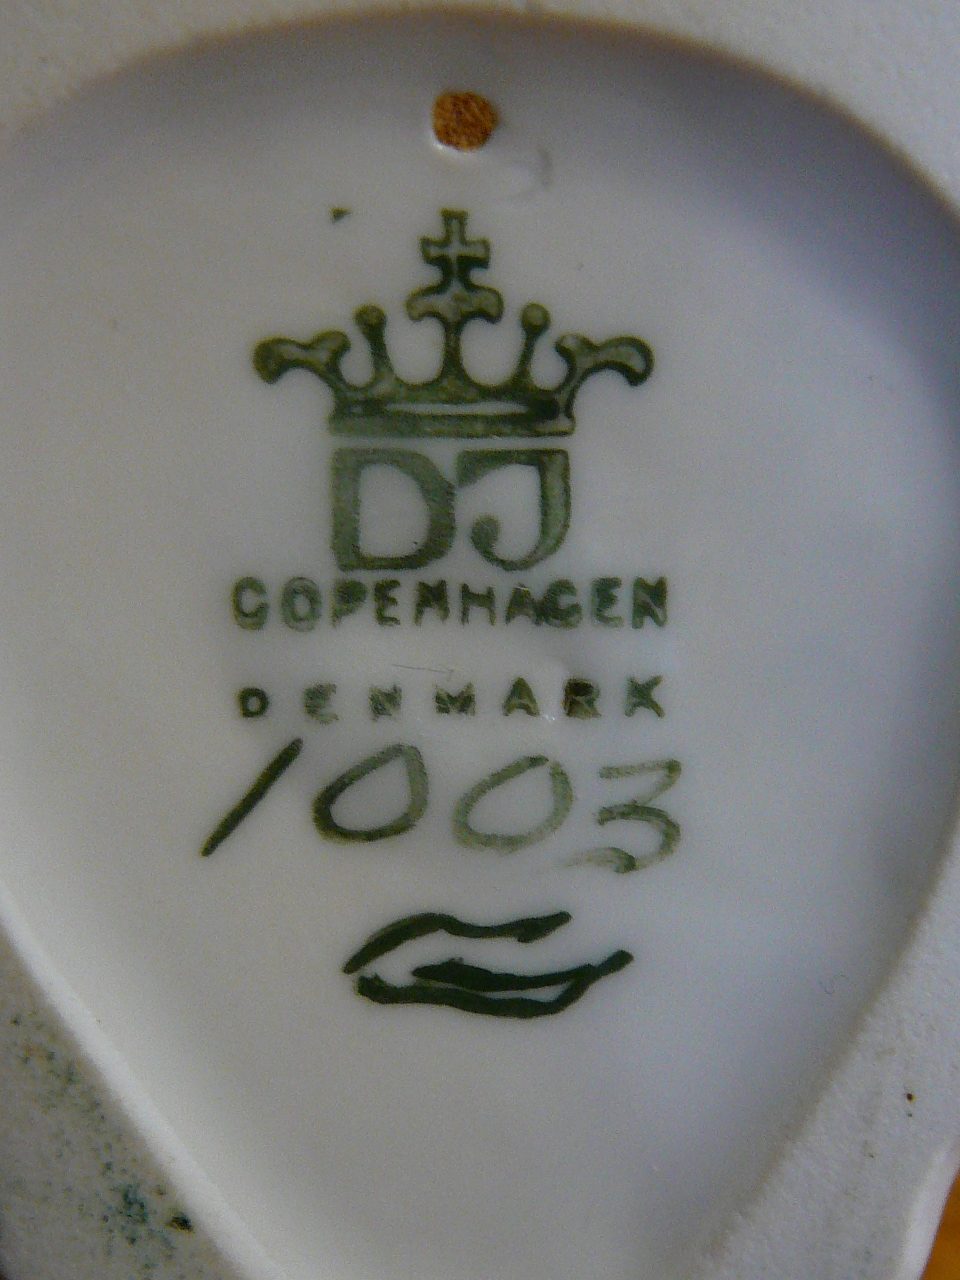 DJ
COPENHAGEN
DENMARK
1003